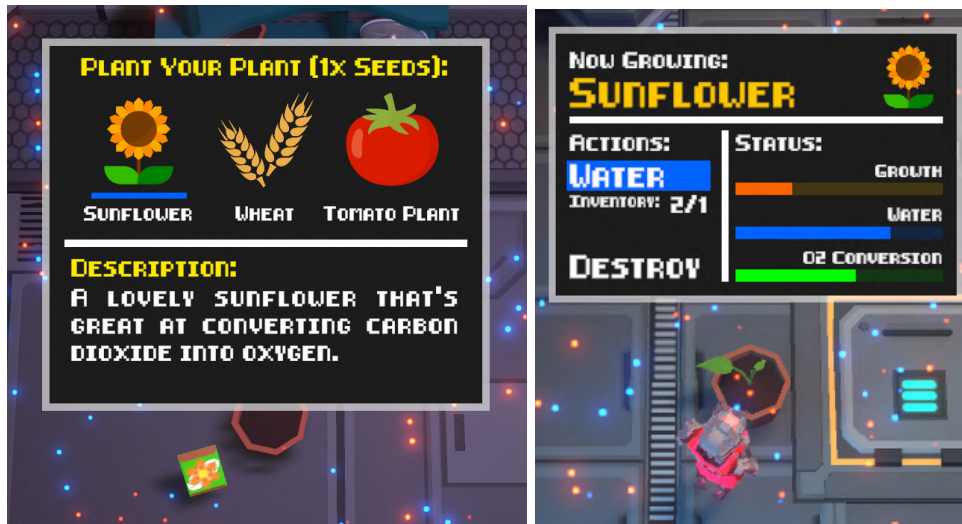 PLANT YOUR PLANT (1X SEEDS):
SUNFLOWER WHEAT TOMATO PLANT
DESCRIPTION:
A LOVELY SUNFLOWER THAT'S
GREAT AT CONVERTING CARBON
DIOXIDE INTO OXYGEN.
NOW GROWING:
SUNFLOWER
ACTIONS:
WATER
INVENTORY: 2/1
DESTROY
STATUS:
GROWTH
WATER
O2 CONVERSION